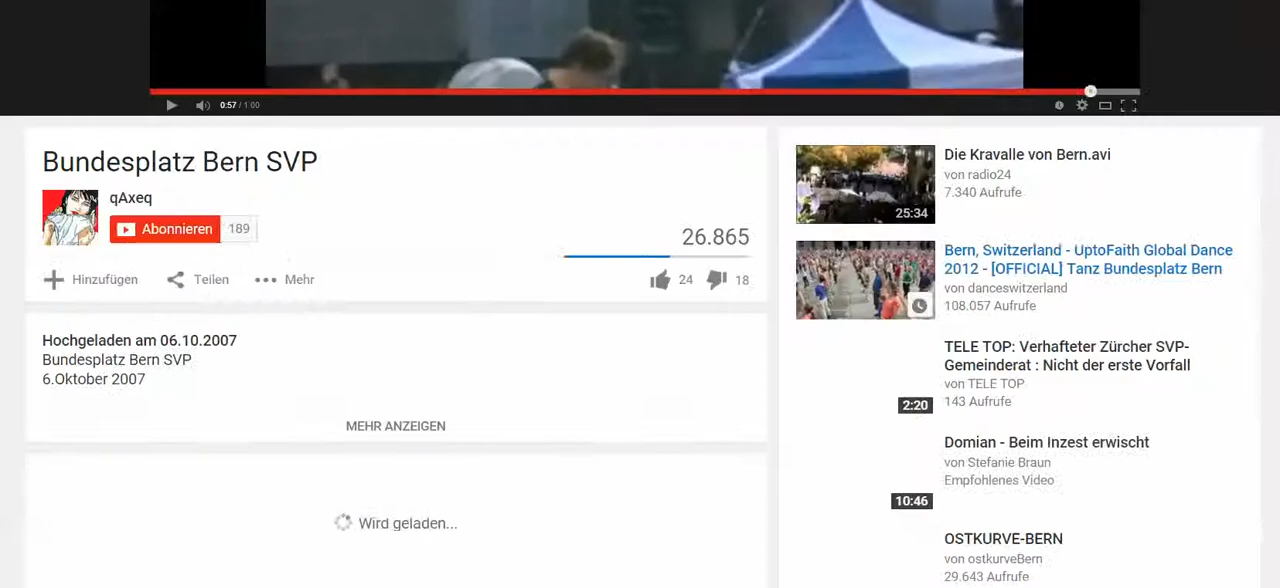 0:57 / 1:00
Bundesplatz Bern SVP
qAxeq
Abonnieren 189
26.865
Hinzufügen Teilen Mehr 24 18
Hochgeladen am 06.10.2007
Bundesplatz Bern SVP
6.Oktober 2007
MEHR ANZEIGEN
Wird geladen...
Die Kravalle von Bern.avi
von radio24
7.340 Aufrufe
25:34
Bern, Switzerland - UptoFaith Global Dance
2012 - [OFFICIAL] Tanz Bundesplatz Bern
von danceswitzerland
108.057 Aufrufe
TELE TOP: Verhafteter Zürcher SVP-
Gemeinderat : Nicht der erste Vorfall
von TELE TOP
143 Aufrufe
2:20
Domian - Beim Inzest erwischt
von Stefanie Braun
Empfohlenes Video
10:46
OSTKURVE-BERN
von ostkurveBern
29.643 Aufrufe